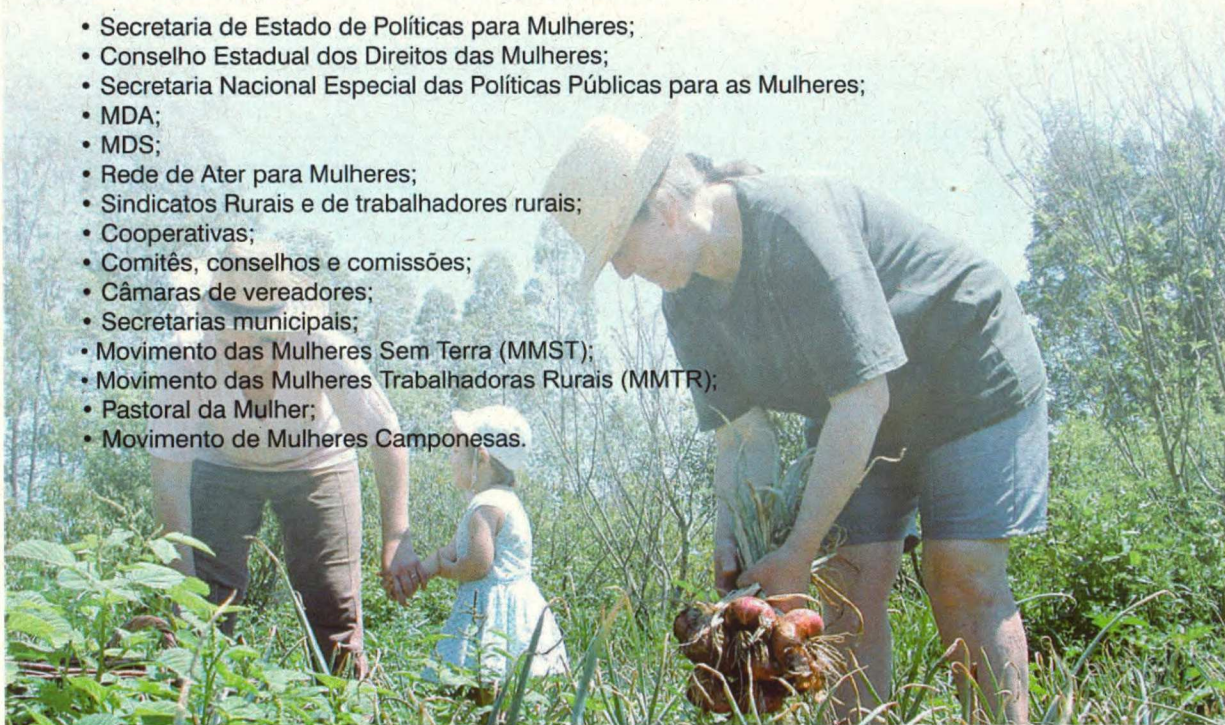 • Secretaria de Estado de Políticas para Mulheres;
• Conselho Estadual dos Direitos das Mulheres;
• Secretaria Nacional Especial das Políticas Públicas para as Mulheres;
• MDA;
• MDS;
• Rede de Ater para Mulheres;
• Sindicatos Rurais e de trabalhadores rurais;
• Cooperativas;
• Comitês, conselhos e comissões;
• Câmaras de vereadores;
• Secretarias municipais;
• Movimento das Mulheres Sem Terra (MMST);
• Movimento das Mulheres Trabalhadoras Rurais (MMTR);
• Pastoral da Mulher;
• Movimento de Mulheres Camponesas.